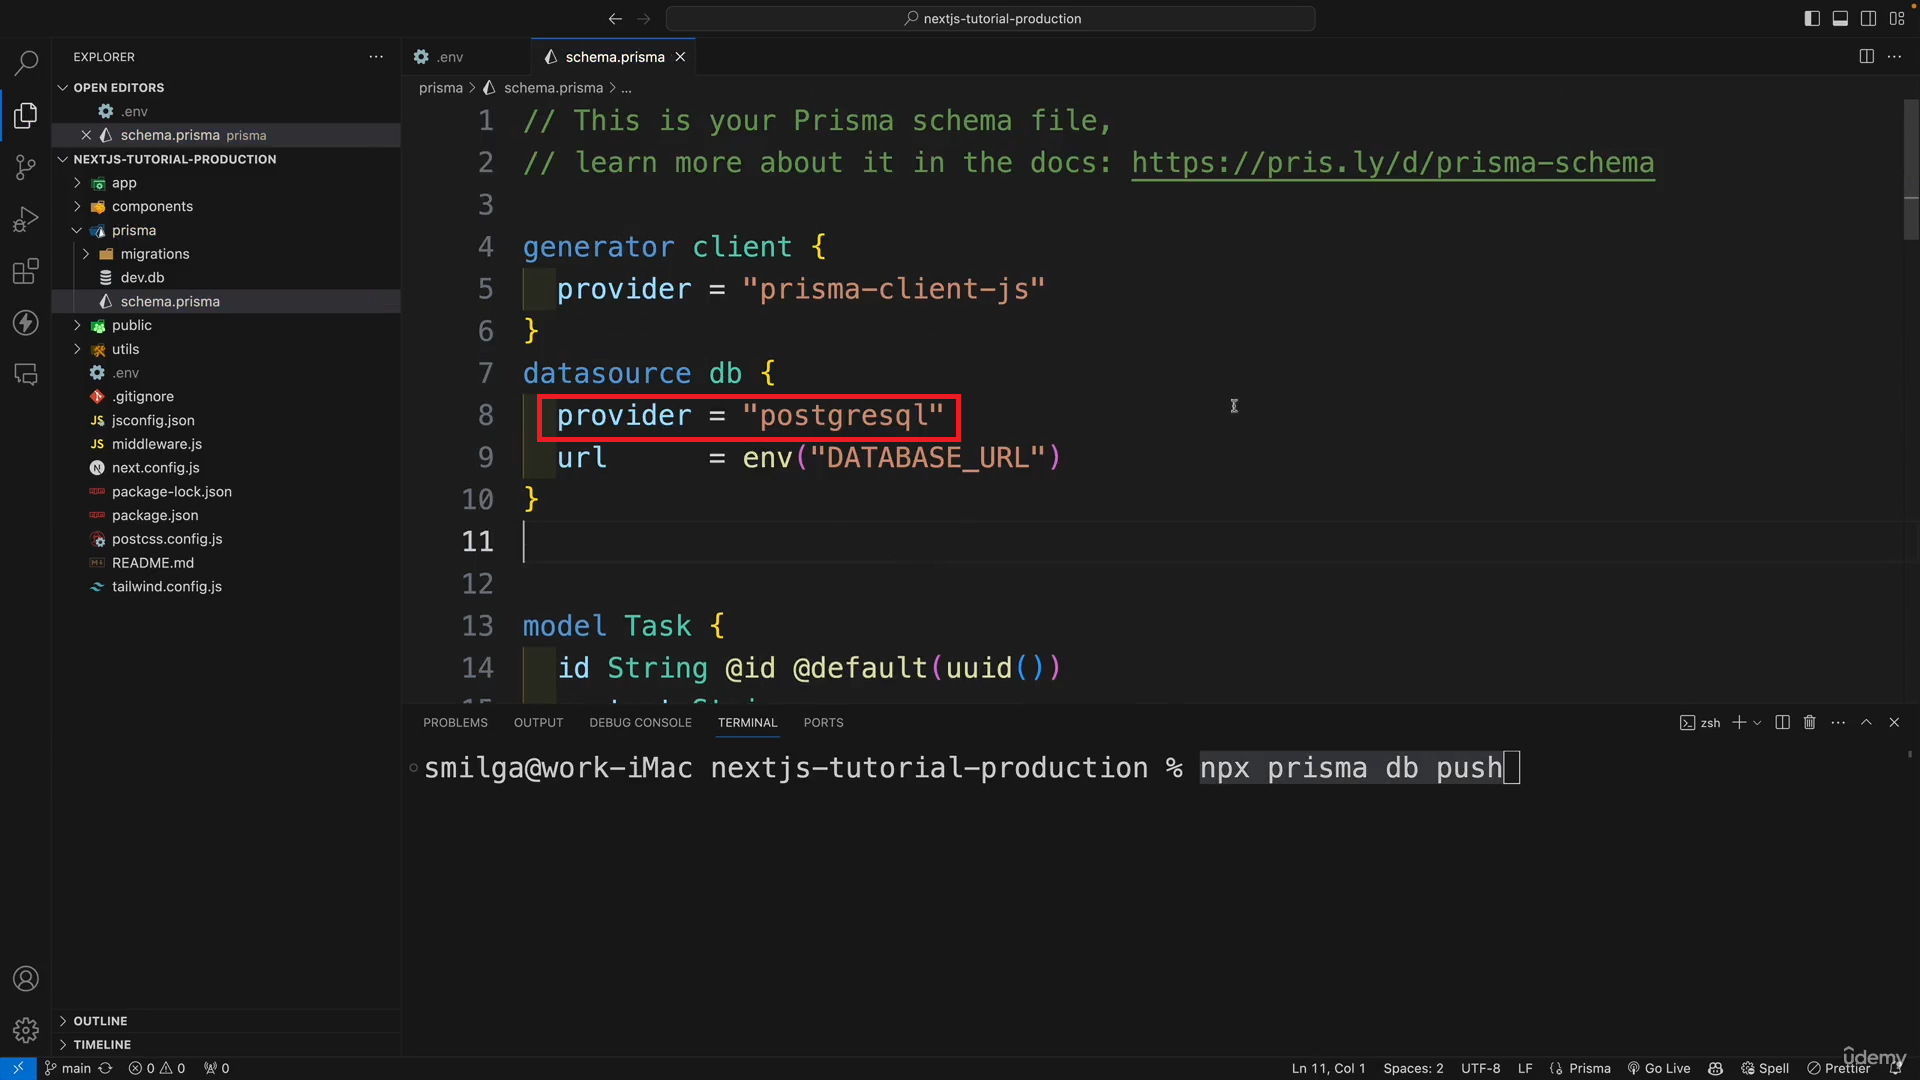 nextjs-tutorial-production
EXPLORER
OPEN EDITORS
.env
schema.prisma prisma
NEXTJS-TUTORIAL-PRODUCTION
app
components
prisma
migrations
dev.db
schema.prisma
public
utils
.env
.gitignore
JS jsconfig.json
JS middleware.js
N next.config.js
package-lock.json
package.json
postcss.config.js
README.md
tailwind.config.js
OUTLINE
TIMELINE
.env
schema.prisma
prisma > schema.prisma > ...
1 // This is your Prisma schema file,
2 // learn more about it in the docs: https://pris.ly/d/prisma-schema
3
4 generator client {
5 provider = "prisma-client-js"
6 }
7 datasource db {
8 provider = "postgresql"
9 url = env("DATABASE_URL")
10 }
11
12
13 model Task {
14 id String @id @default(uuid())
PROBLEMS OUTPUT DEBUG CONSOLE TERMINAL PORTS
zsh
smilga@work-iMac nextjs-tutorial-production % npx prisma db push
main 0 0 0
Ln 11, Col 1 Spaces: 2 UTF-8 LF {} Prisma Go Live Spell Prettier
ûdemy